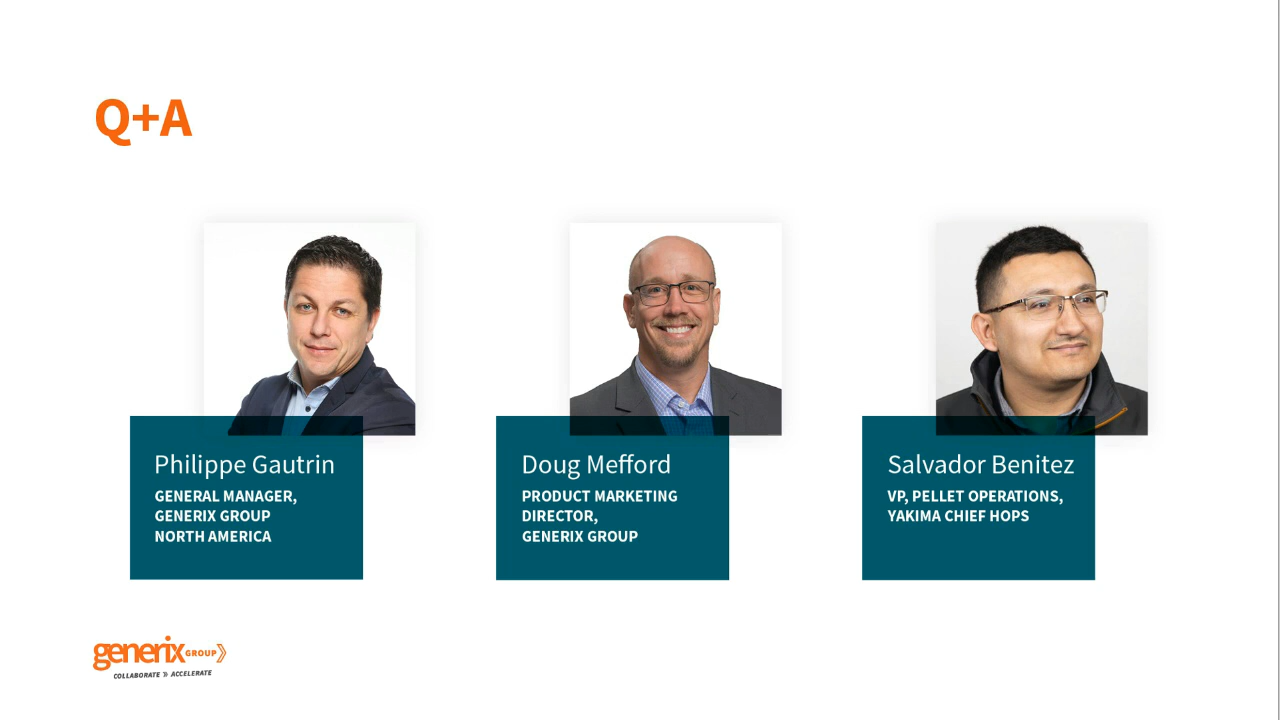 Q+A
Philippe Gautrin
GENERAL MANAGER,
GENERIX GROUP
NORTH AMERICA
Doug Mefford
PRODUCT MARKETING
DIRECTOR,
GENERIX GROUP
Salvador Benitez
VP, PELLET OPERATIONS,
YAKIMA CHIEF HOPS
generix GROUP
COLLABORATE » ACCELERATE